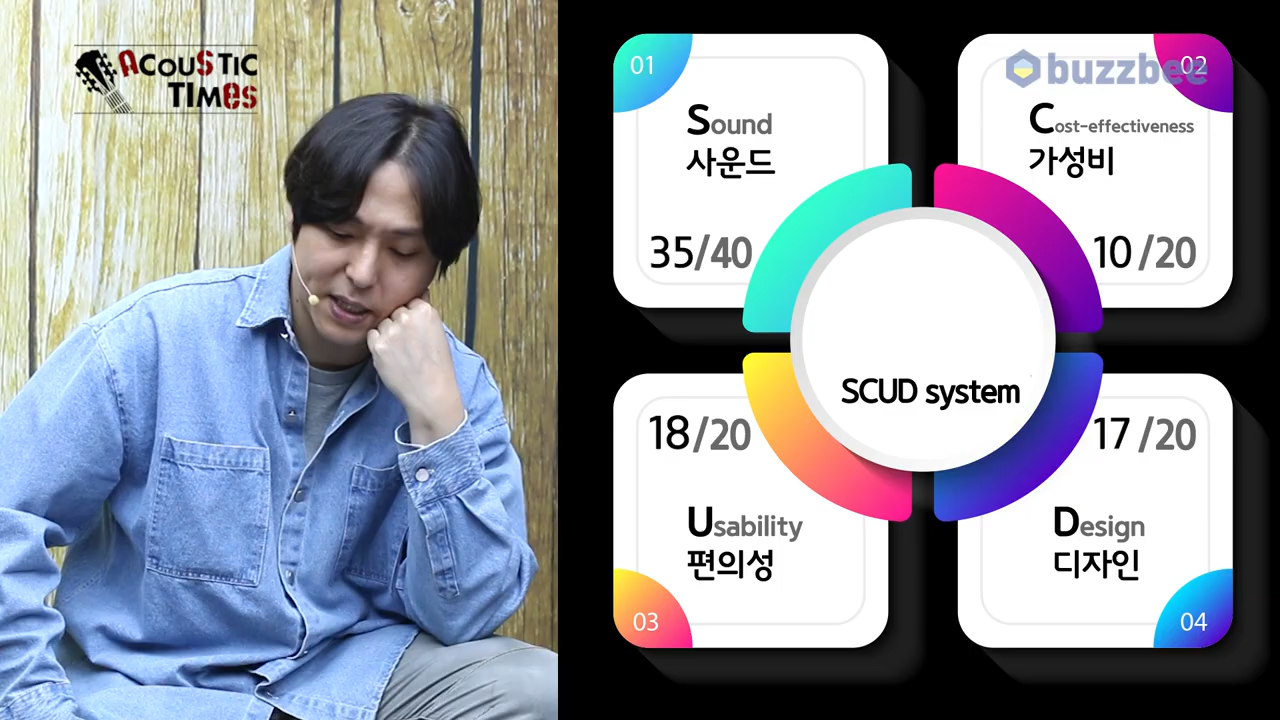 ACOUSTIC
TIMES
01
Sound
사운드
35/40
buzzbee
02
Cost-effectiveness
가성비
10/20
SCUD system
18/20
Usability
편의성
03
17/20
Design
디자인
04